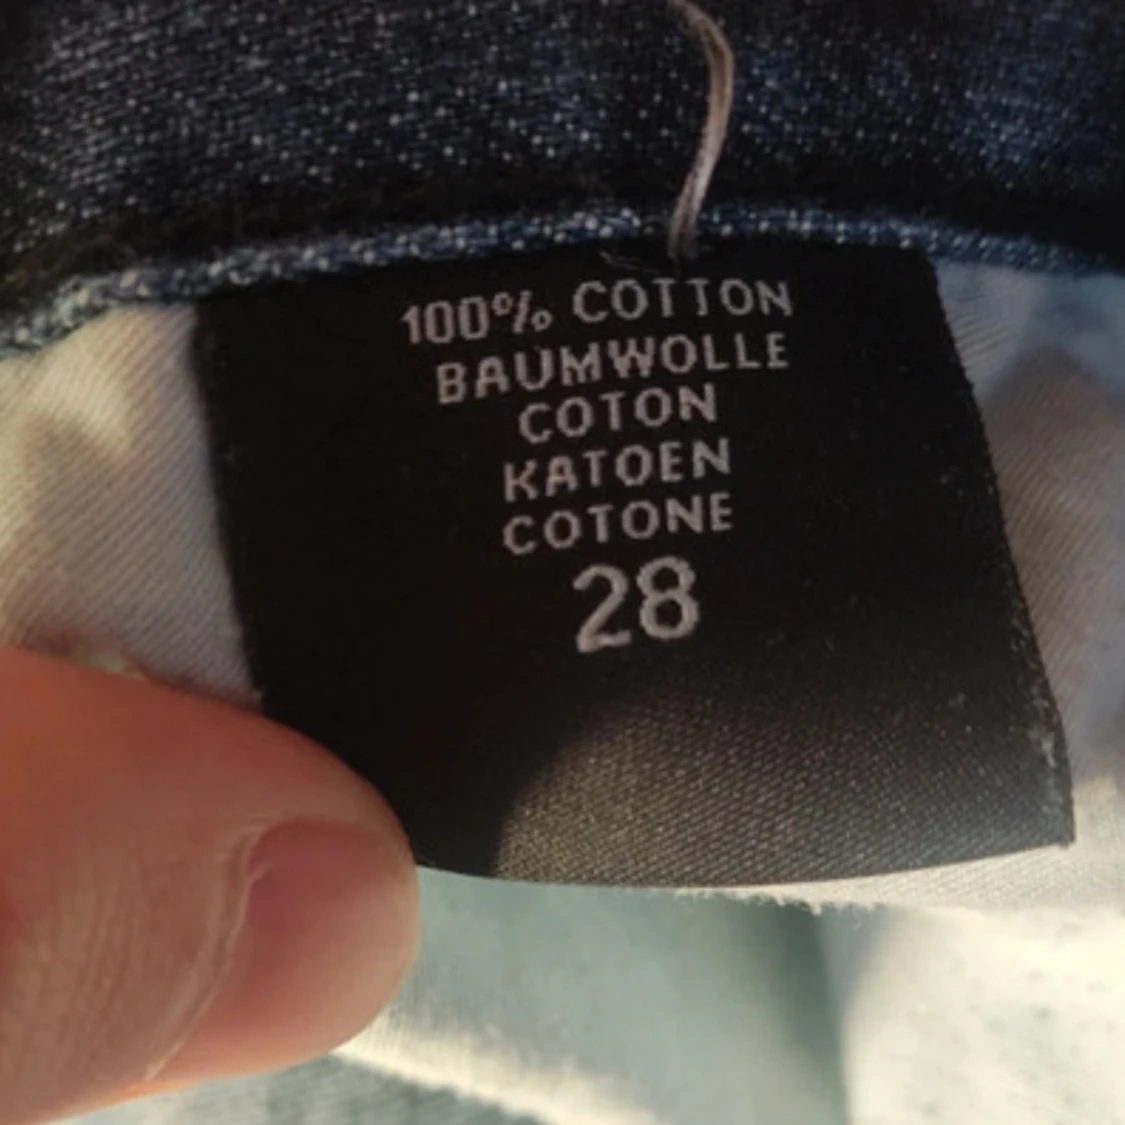 100% COTTON
BAUMWOLLE
COTON
KATOEN
COTONE
28